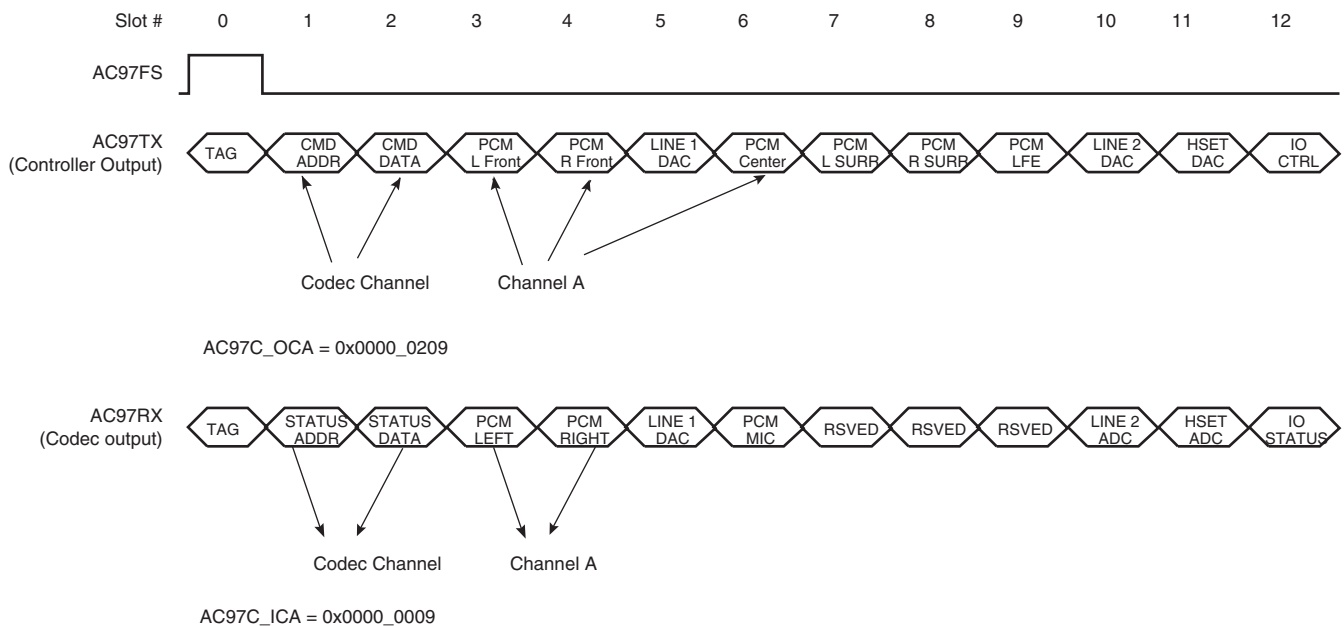 Slot # 0 1 2 3 4 5 6 7 8 9 10 11 12
AC97FS
AC97TX
(Controller Output)
TAG
CMD
ADDR
CMD
DATA
PCM
L Front
PCM
R Front
LINE 1
DAC
PCM
Center
PCM
L SURR
PCM
R SURR
PCM
LFE
LINE 2
DAC
HSET
DAC
IO
CTRL
Codec Channel
Channel A
AC97C_OCA = 0x0000_0209
AC97RX
(Codec output)
TAG
STATUS
ADDR
STATUS
DATA
PCM
LEFT
PCM
RIGHT
LINE 1
DAC
PCM
MIC
RSVED
RSVED
RSVED
LINE 2
ADC
HSET
ADC
IO
STATUS
Codec Channel
Channel A
AC97C_ICA = 0x0000_0009